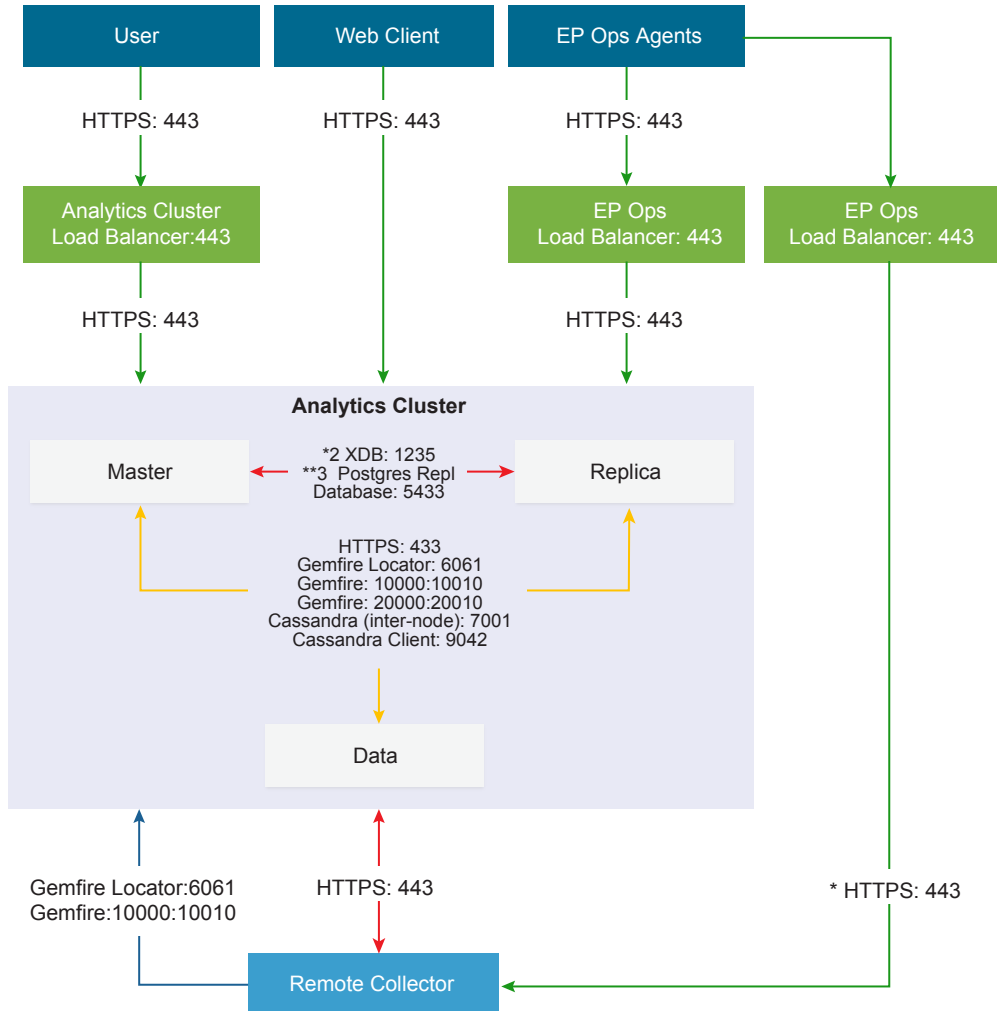 User
Web Client
EP Ops Agents
HTTPS: 443
HTTPS: 443
HTTPS: 443
Analytics Cluster
Load Balancer:443
EP Ops
Load Balancer: 443
EP Ops
Load Balancer: 443
HTTPS: 443
HTTPS: 443
Analytics Cluster
Master
*2 XDB: 1235
**3 Postgres Repl
Database: 5433
Replica
HTTPS: 433
Gemfire Locator: 6061
Gemfire: 10000:10010
Gemfire: 20000:20010
Cassandra (inter-node): 7001
Cassandra Client: 9042
Data
Gemfire Locator:6061
Gemfire:10000:10010
HTTPS: 443
* HTTPS: 443
Remote Collector